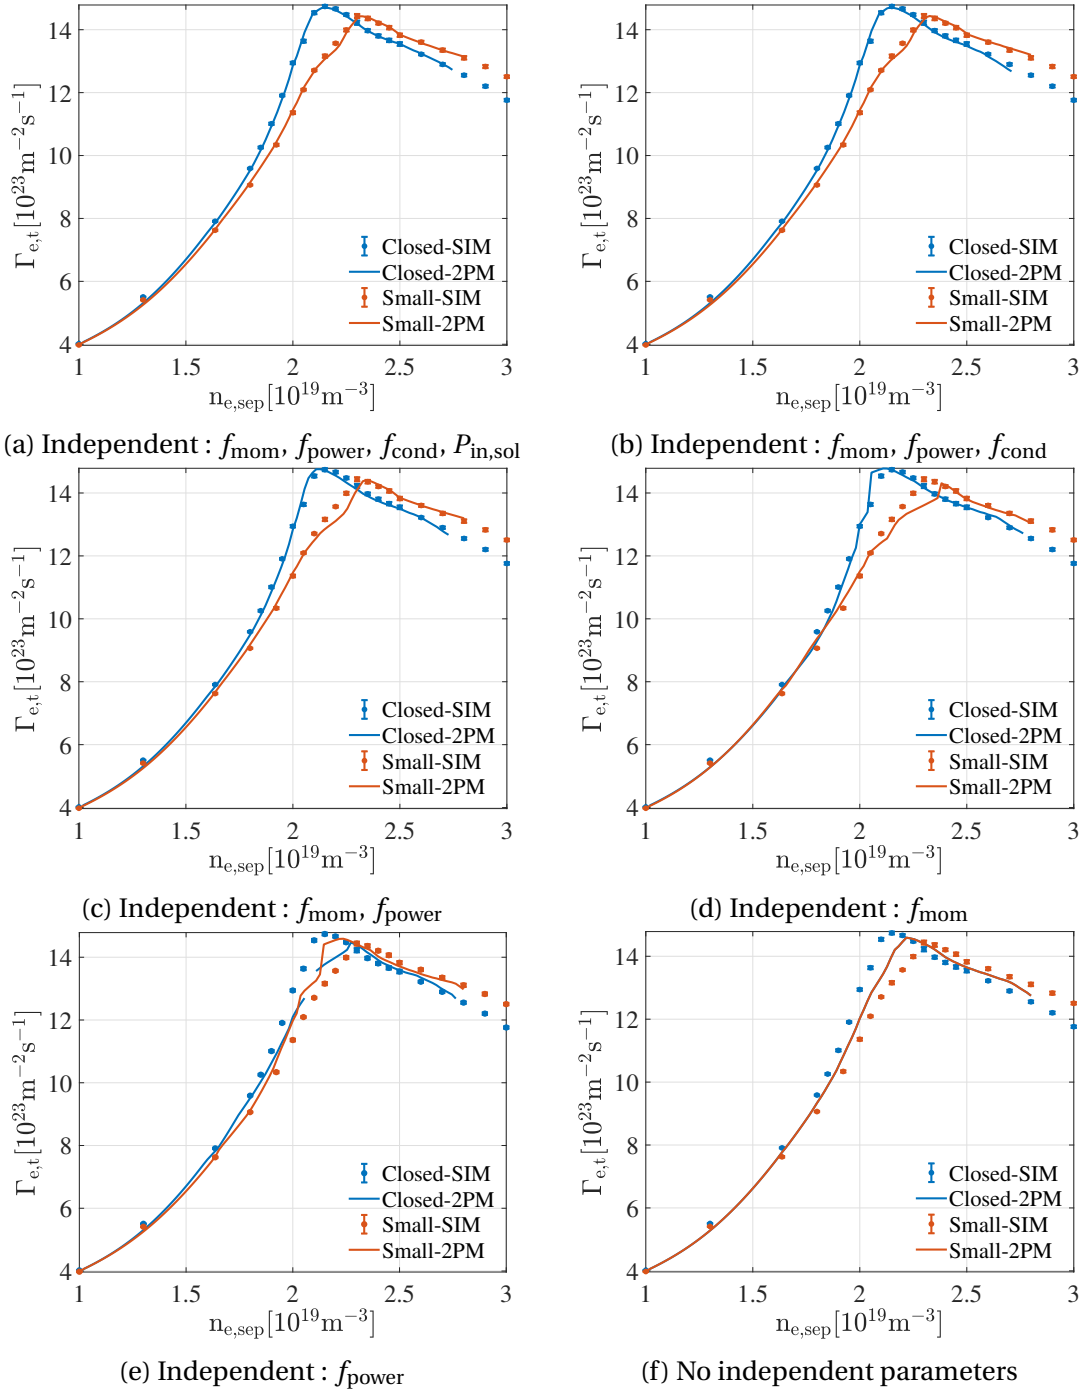 14
12
10
8
6
4
1
1.5
2
2.5
3
Γe,t[10^23 m^−2 s^−1]
ne,sep[10^19 m^−3]
Closed-SIM
Closed-2PM
Small-SIM
Small-2PM
(a) Independent : fmom, fpower, fcond, Pin,sol
14
12
10
8
6
4
1
1.5
2
2.5
3
Γe,t[10^23 m^−2 s^−1]
ne,sep[10^19 m^−3]
Closed-SIM
Closed-2PM
Small-SIM
Small-2PM
(b) Independent : fmom, fpower, fcond
14
12
10
8
6
4
1
1.5
2
2.5
3
Γe,t[10^23 m^−2 s^−1]
ne,sep[10^19 m^−3]
Closed-SIM
Closed-2PM
Small-SIM
Small-2PM
(c) Independent : fmom, fpower
14
12
10
8
6
4
1
1.5
2
2.5
3
Γe,t[10^23 m^−2 s^−1]
ne,sep[10^19 m^−3]
Closed-SIM
Closed-2PM
Small-SIM
Small-2PM
(d) Independent : fmom
14
12
10
8
6
4
1
1.5
2
2.5
3
Γe,t[10^23 m^−2 s^−1]
ne,sep[10^19 m^−3]
Closed-SIM
Closed-2PM
Small-SIM
Small-2PM
(e) Independent : fpower
14
12
10
8
6
4
1
1.5
2
2.5
3
Γe,t[10^23 m^−2 s^−1]
ne,sep[10^19 m^−3]
Closed-SIM
Closed-2PM
Small-SIM
Small-2PM
(f) No independent parameters